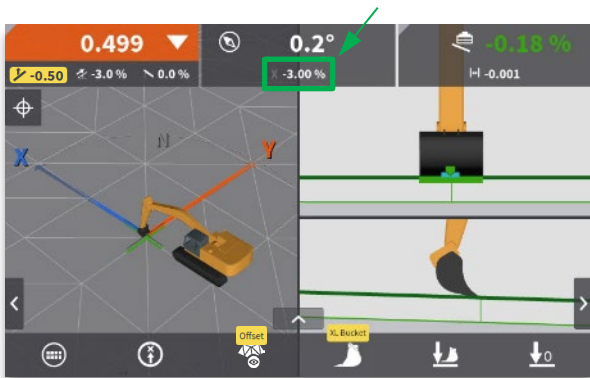 0.499
-0.50 -3.0 % 0.0 %
0.2°
X -3.00 %
-0.18 %
-0.001
N
X
Y
Offset
XL Bucket
X
0